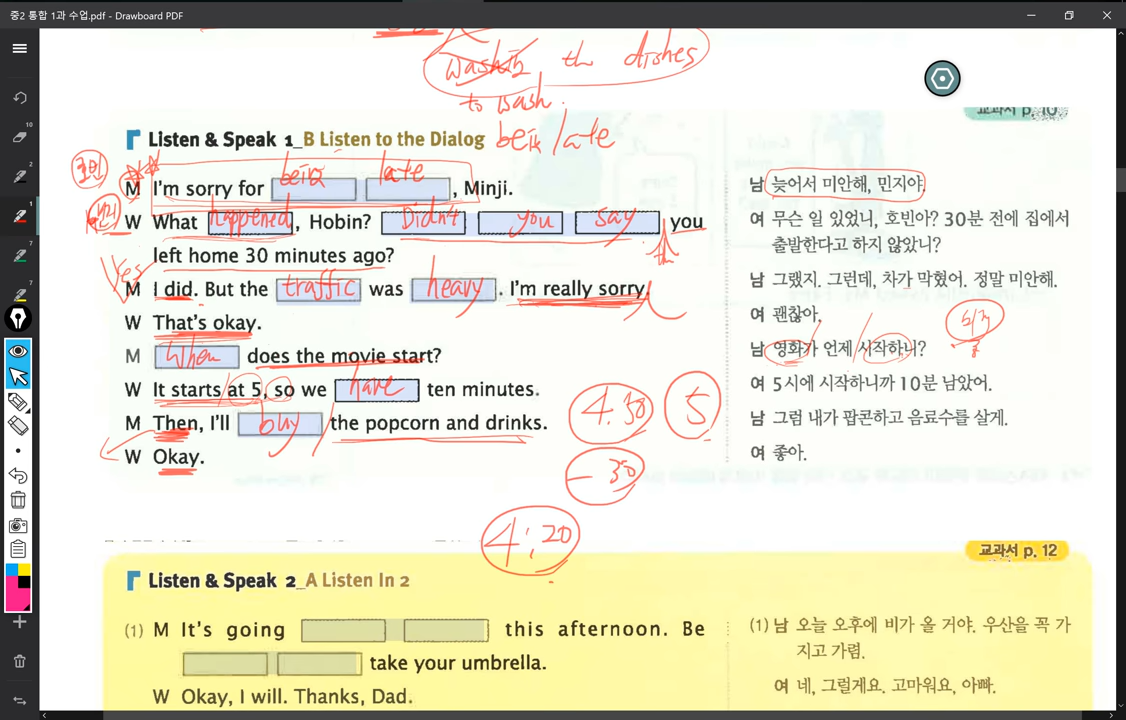 중2 통합 1과 수업.pdf - Drawboard PDF
washing the dishes
to wash.
교과서 p. 10
Listen & Speak 1_B Listen to the Dialog
being late
M I'm sorry for being late, Minji.
W What happened, Hobin? Didn't you say you
left home 30 minutes ago?
Yes
M I did. But the traffic was heavy. I'm really sorry.
W That's okay.
M When does the movie start?
W It starts at 5, so we have ten minutes.
M Then, I'll buy the popcorn and drinks.
W Okay.
남 늦어서 미안해, 민지야.
여 무슨 일 있었니, 호빈아? 30분 전에 집에서
출발한다고 하지 않았니?
남 그랬지. 그런데, 차가 막혔어. 정말 미안해.
여 괜찮아.
남 영화가 언제 시작하니?
여 5시에 시작하니까 10분 남았어.
남 그럼 내가 팝콘하고 음료수를 살게.
여 좋아.
4:50
5
- 30
4:20
교과서 p. 12
Listen & Speak 2_A Listen In 2
(1) M It's going this afternoon. Be
take your umbrella.
W Okay, I will. Thanks, Dad.
(1) 남 오늘 오후에 비가 올 거야. 우산을 꼭 가
지고 가렴.
여 네, 그럴게요. 고마워요, 아빠.
10
2
1
7
7